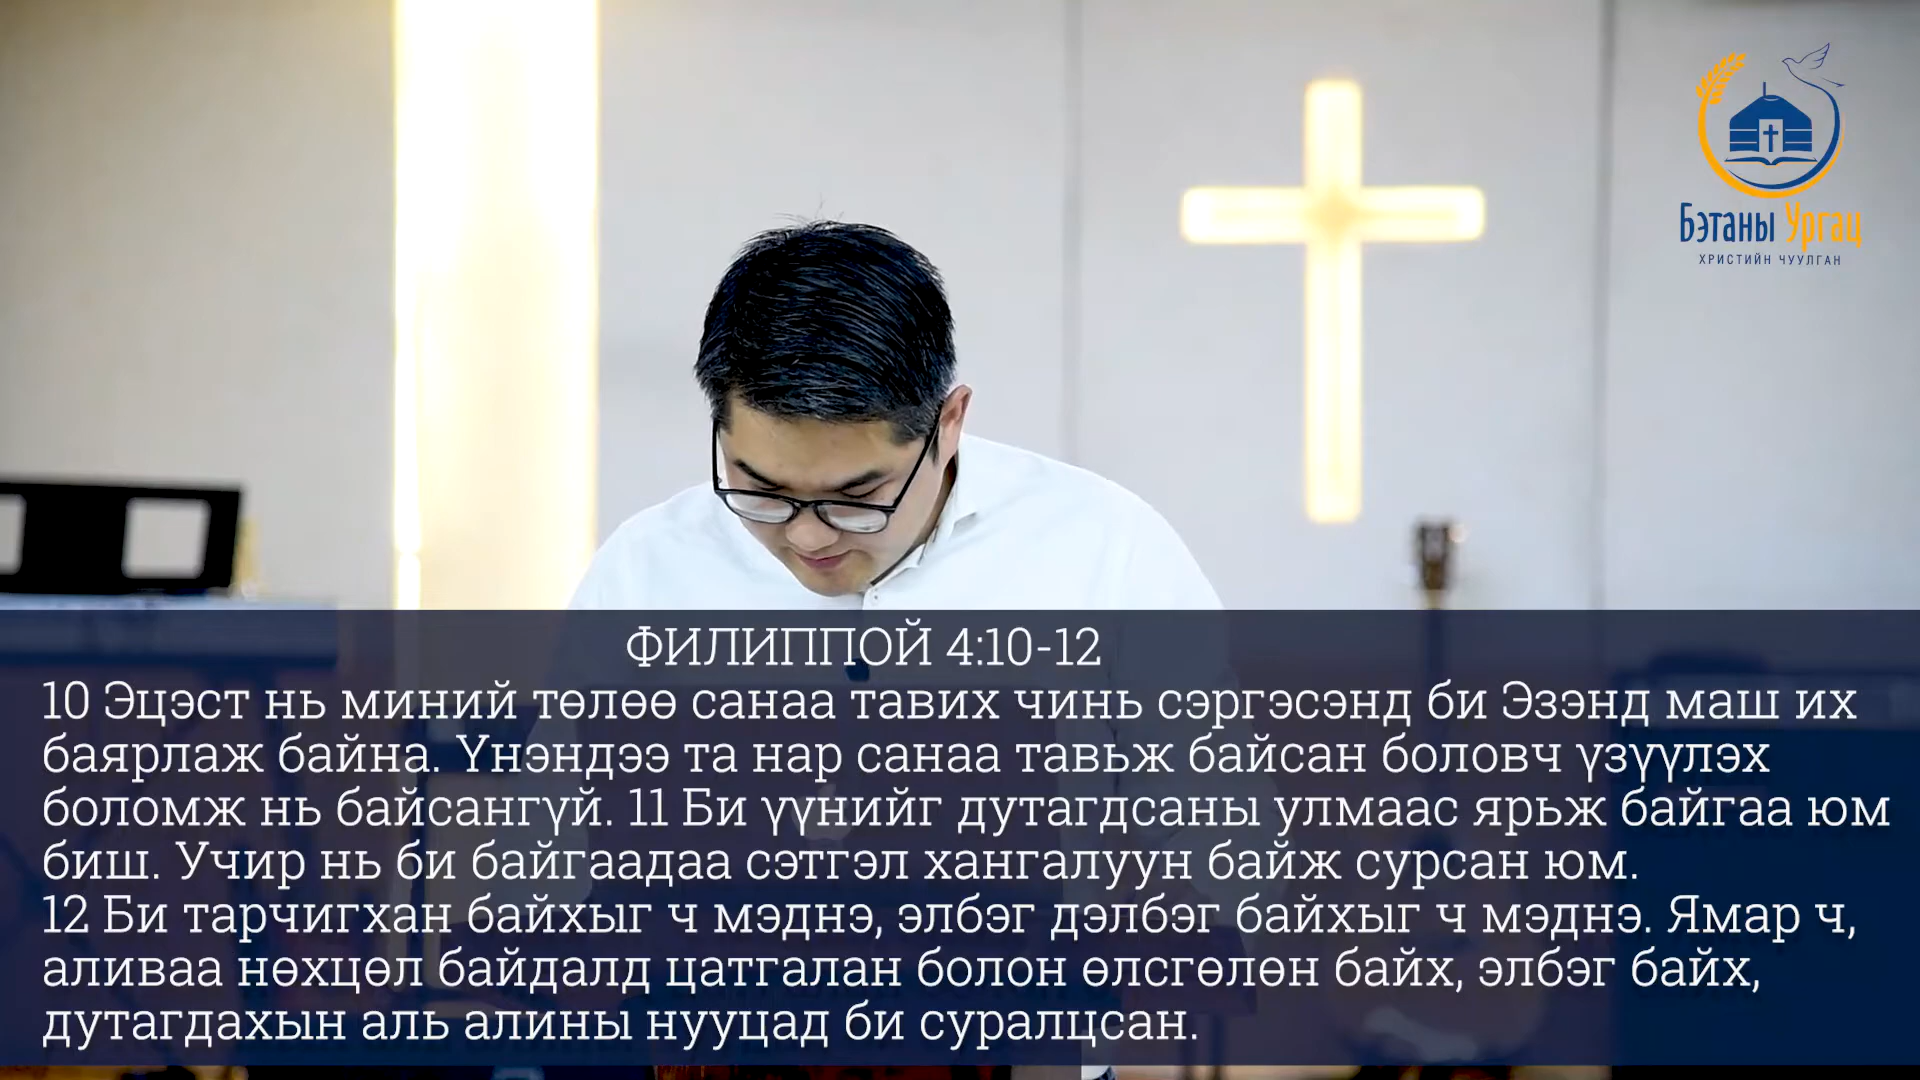 Бэтаны Ургац
ХРИСТИЙН ЧУУЛГАН
ФИЛИППОЙ 4:10-12
10 Эцэст нь миний төлөө санаа тавих чинь сэргэсэнд би Эзэнд маш их
баярлаж байна. Үнэндээ та нар санаа тавьж байсан боловч үзүүлэх
боломж нь байсангүй. 11 Би үүнийг дутагдсаны улмаас ярьж байгаа юм
биш. Учир нь би байгаадаа сэтгэл хангалуун байж сурсан юм.
12 Би тарчигхан байхыг ч мэднэ, элбэг дэлбэг байхыг ч мэднэ. Ямар ч,
аливаа нөхцөл байдалд цатгалан болон өлсгөлөн байх, элбэг байх,
дутагдахын аль алины нууцад би суралцсан.